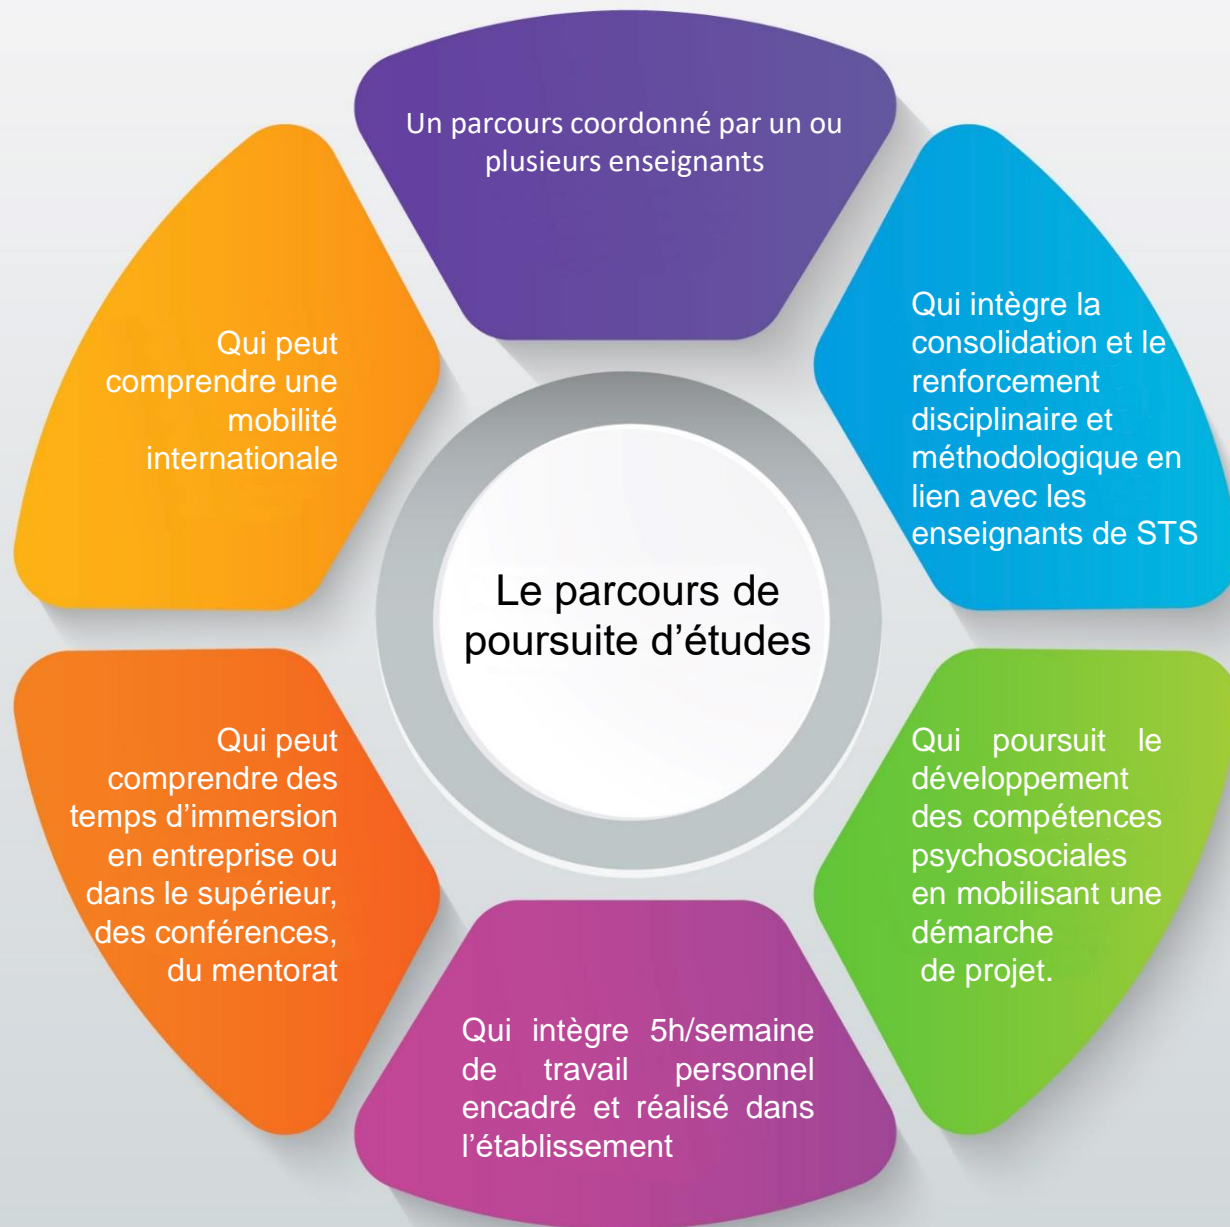 Un parcours coordonné par un ou
plusieurs enseignants
Qui intègre la
consolidation et le
renforcement
disciplinaire et
méthodologique en
lien avec les
enseignants de STS
Qui poursuit le
développement
des compétences
psychosociales
en mobilisant une
démarche
de projet.
Qui intègre 5h/semaine
de travail personnel
encadré et réalisé dans
l’établissement
Qui peut
comprendre des
temps d’immersion
en entreprise ou
dans le supérieur,
des conférences,
du mentorat
Qui peut
comprendre une
mobilité
internationale
Le parcours de
poursuite d’études